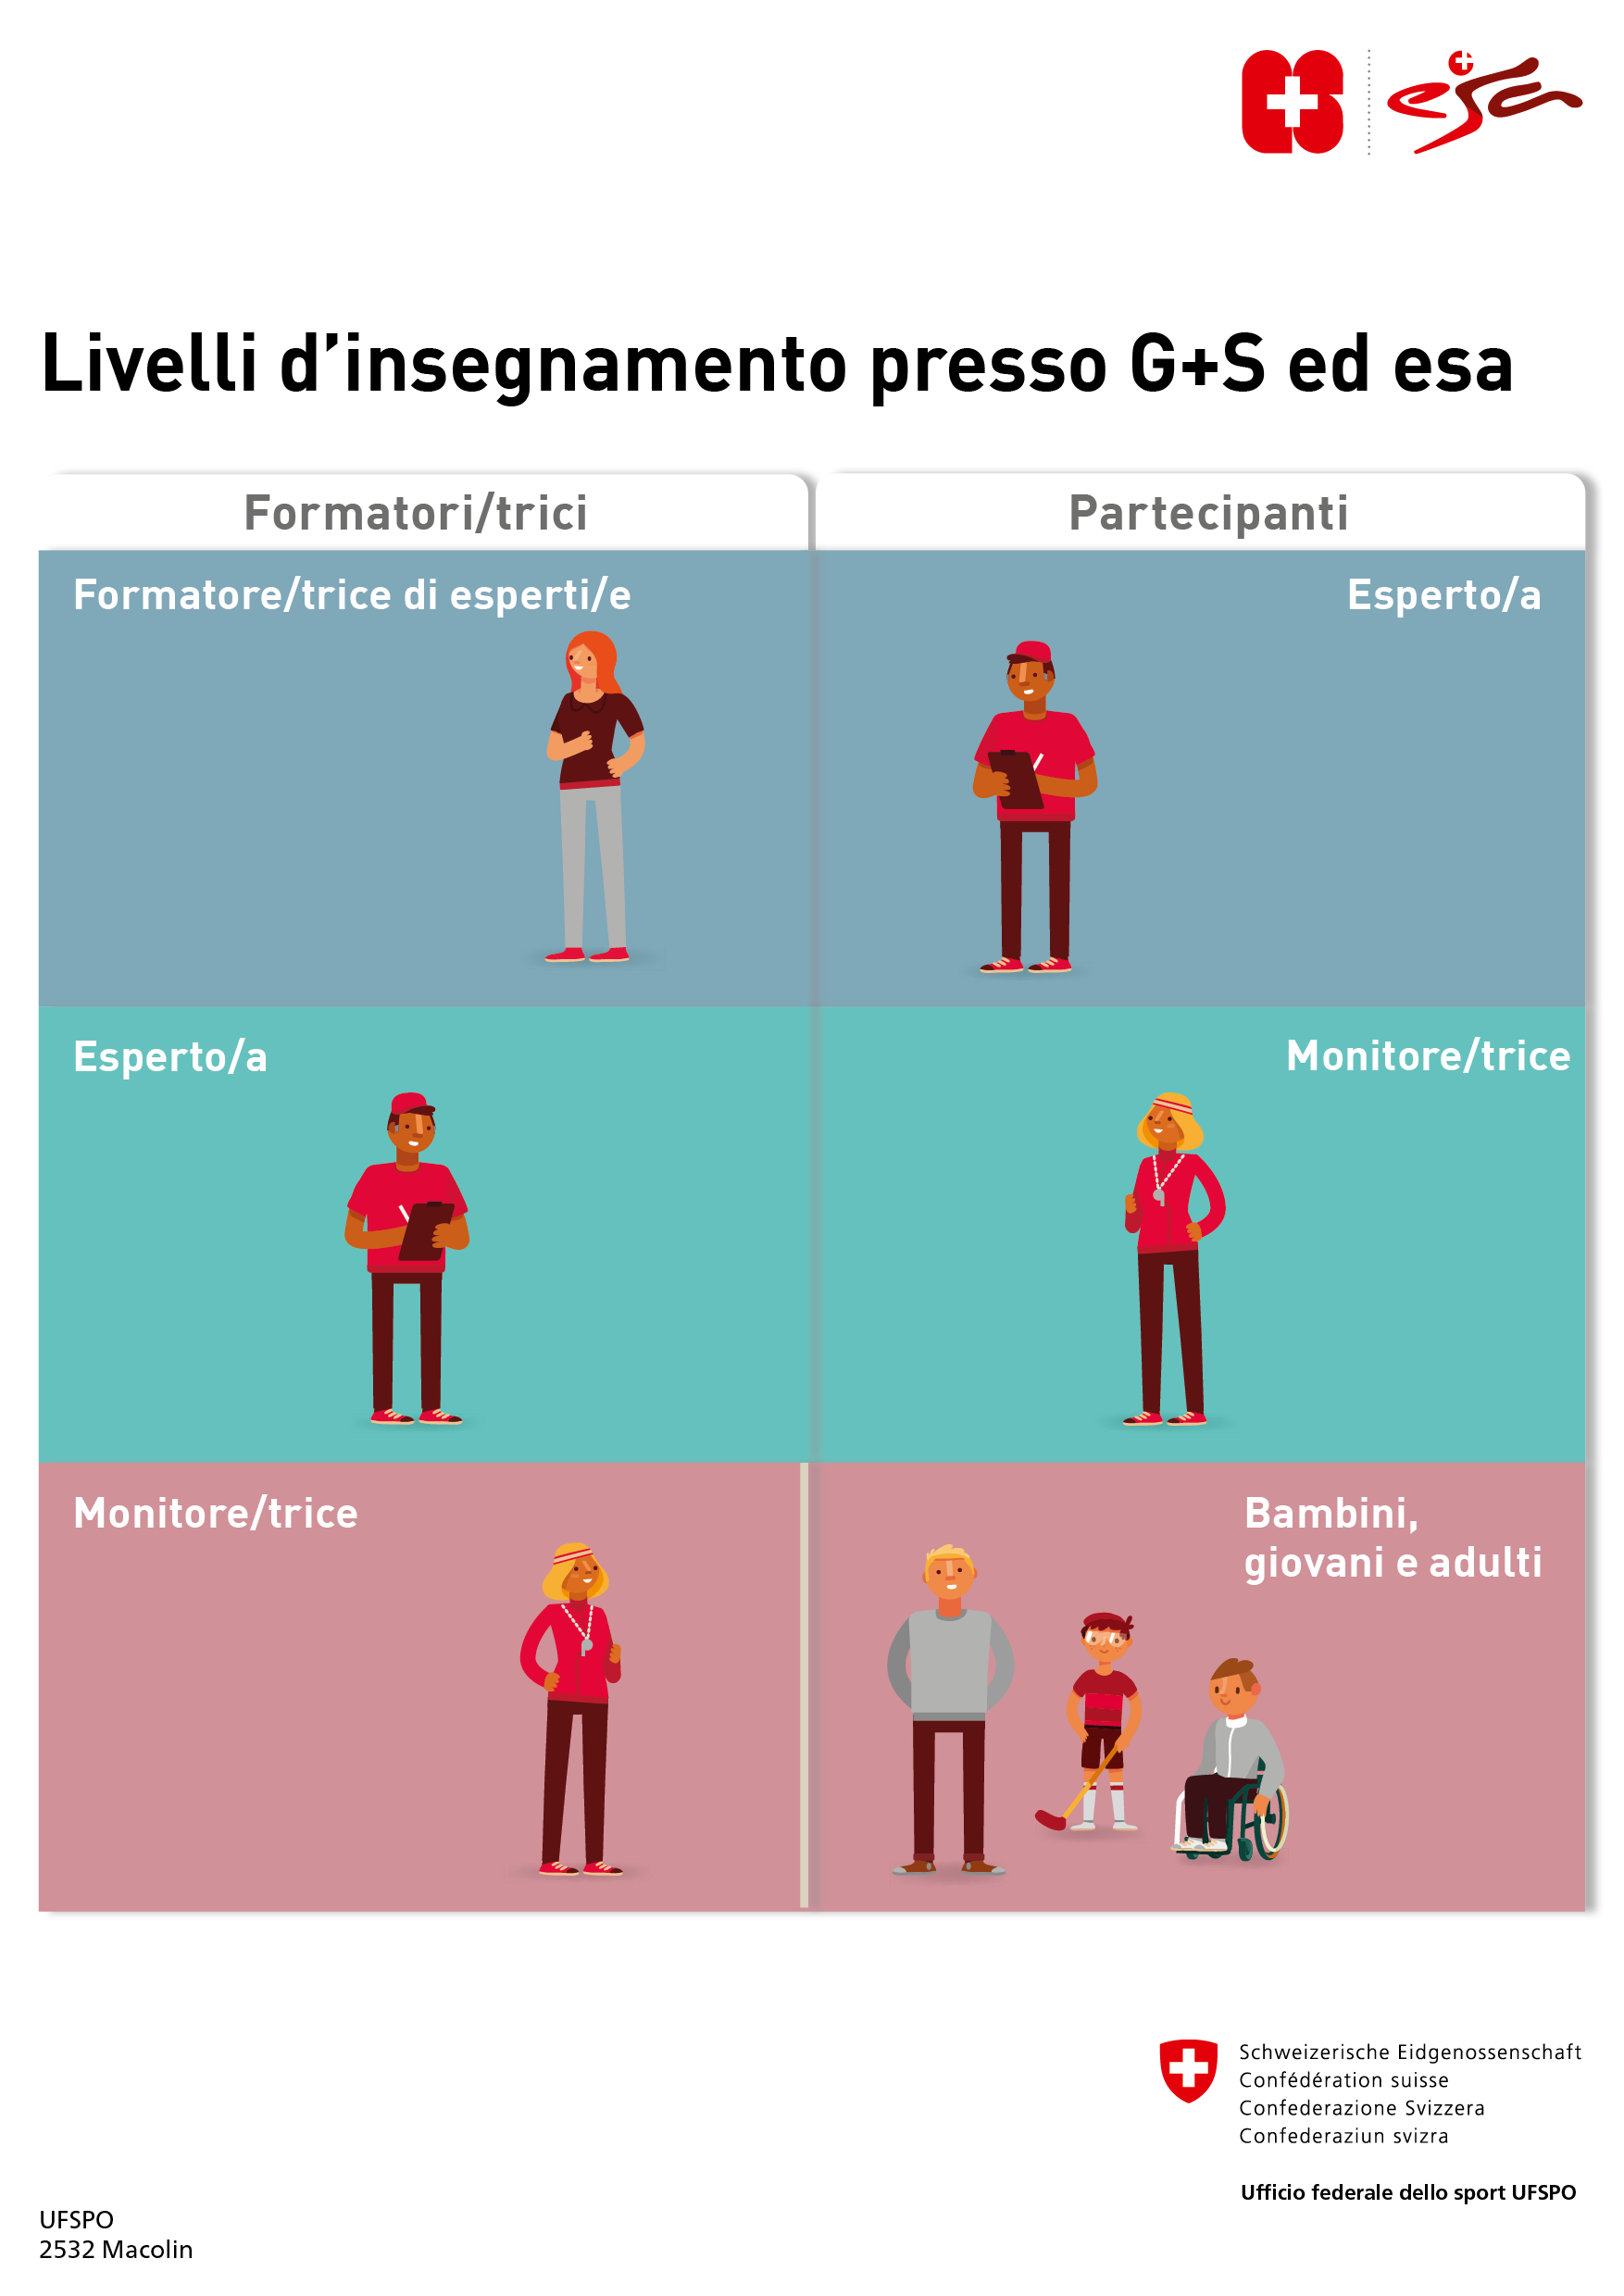 esa
Livelli d’insegnamento presso G+S ed esa
Formatori/trici
Partecipanti
Formatore/trice di esperti/e
Esperto/a
Esperto/a
Monitore/trice
Monitore/trice
Bambini,
giovani e adulti
Schweizerische Eidgenossenschaft
Confédération suisse
Confederazione Svizzera
Confederaziun svizra
Ufficio federale dello sport UFSPO
UFSPO
2532 Macolin